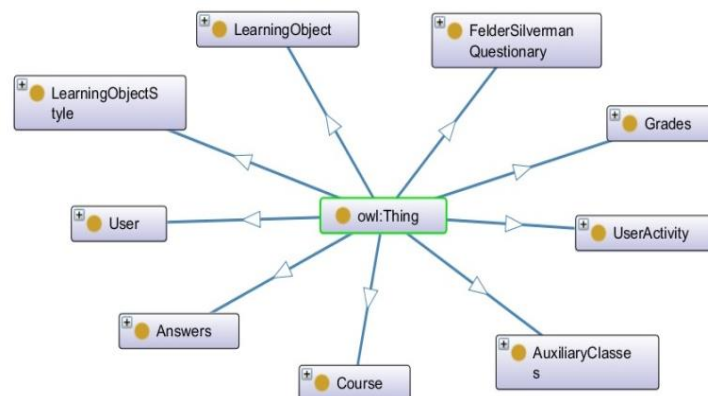 LearningObject
FelderSilverman
Questionary
LearningObjectS
tyle
Grades
owl:Thing
User
UserActivity
Answers
AuxiliaryClasse
s
Course